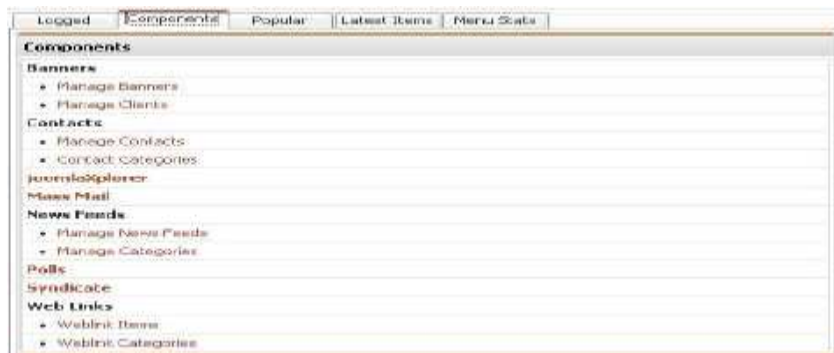 Logged Components Popular Latest Items Menu Stats
Components
Banners
Manage Banners
Manage Clients
Contacts
Manage Contacts
Contact Categories
joomlaXplorer
Mass Mail
News Feeds
Manage News Feeds
Manage Categories
Polls
Syndicate
Web Links
Weblink Items
Weblink Categories